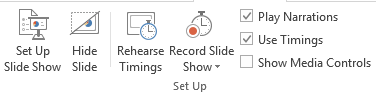 Set Up
Slide Show
Hide
Slide
Rehearse
Timings
Record Slide
Show
Play Narrations
Use Timings
Show Media Controls
Set Up